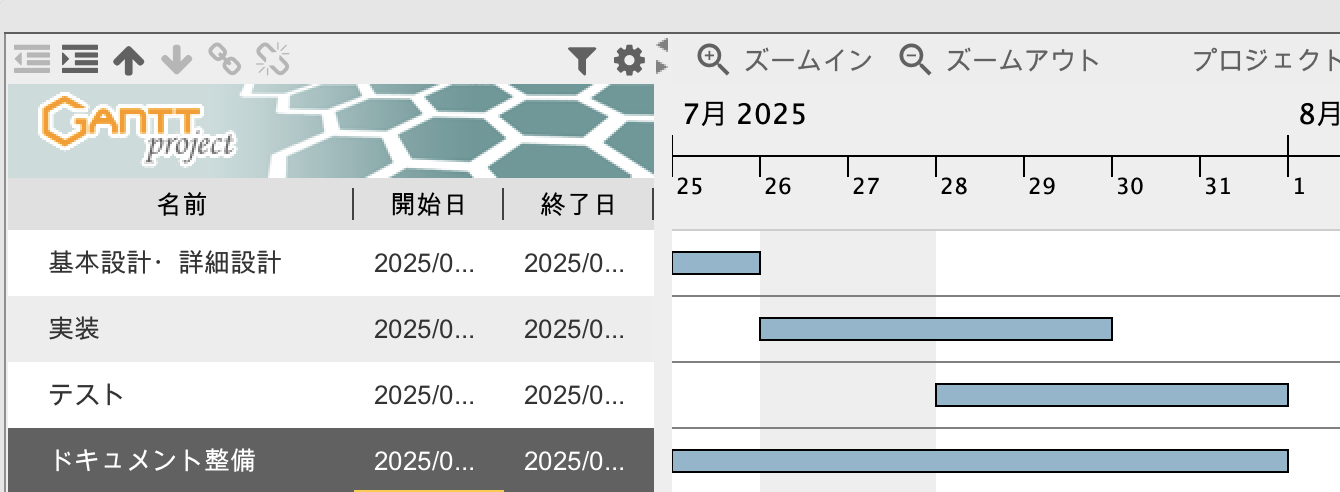 ズームイン ズームアウト プロジェクト
GANTT
project
7月 2025 8月
25 26 27 28 29 30 31 1
名前 開始日 終了日
基本設計・詳細設計 2025/0... 2025/0...
実装 2025/0... 2025/0...
テスト 2025/0... 2025/0...
ドキュメント整備 2025/0... 2025/0...